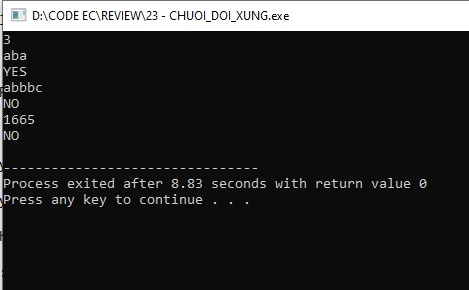 D:\CODE EC\REVIEW\23 - CHUOI_DOI_XUNG.exe
3
aba
YES
abbbc
NO
1665
NO
--------------------------------
Process exited after 8.83 seconds with return value 0
Press any key to continue . . .